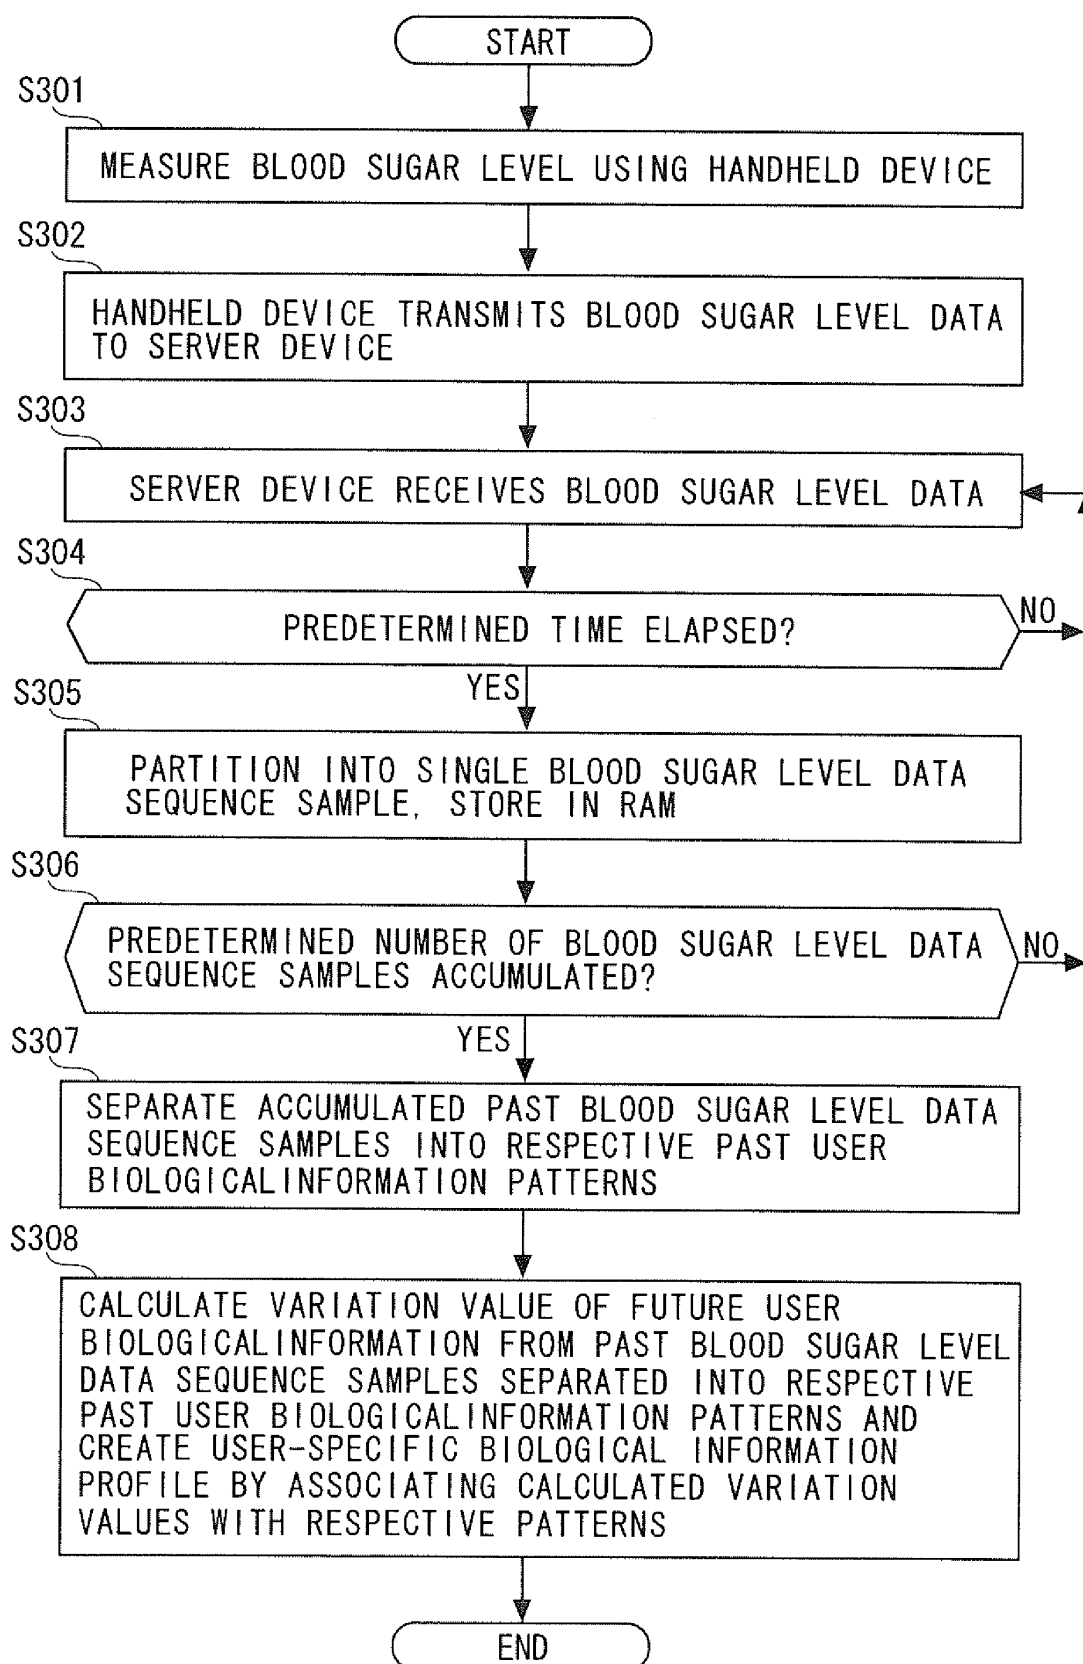 START
S301
MEASURE BLOOD SUGAR LEVEL USING HANDHELD DEVICE
S302
HANDHELD DEVICE TRANSMITS BLOOD SUGAR LEVEL DATA
TO SERVER DEVICE
S303
SERVER DEVICE RECEIVES BLOOD SUGAR LEVEL DATA
S304
PREDETERMINED TIME ELAPSED?
NO
YES
S305
PARTITION INTO SINGLE BLOOD SUGAR LEVEL DATA
SEQUENCE SAMPLE, STORE IN RAM
S306
PREDETERMINED NUMBER OF BLOOD SUGAR LEVEL DATA
SEQUENCE SAMPLES ACCUMULATED?
NO
YES
S307
SEPARATE ACCUMULATED PAST BLOOD SUGAR LEVEL DATA
SEQUENCE SAMPLES INTO RESPECTIVE PAST USER
BIOLOGICALINFORMATION PATTERNS
S308
CALCULATE VARIATION VALUE OF FUTURE USER
BIOLOGICALINFORMATION FROM PAST BLOOD SUGAR LEVEL
DATA SEQUENCE SAMPLES SEPARATED INTO RESPECTIVE
PAST USER BIOLOGICALINFORMATION PATTERNS AND
CREATE USER-SPECIFIC BIOLOGICAL INFORMATION
PROFILE BY ASSOCIATING CALCULATED VARIATION
VALUES WITH RESPECTIVE PATTERNS
END